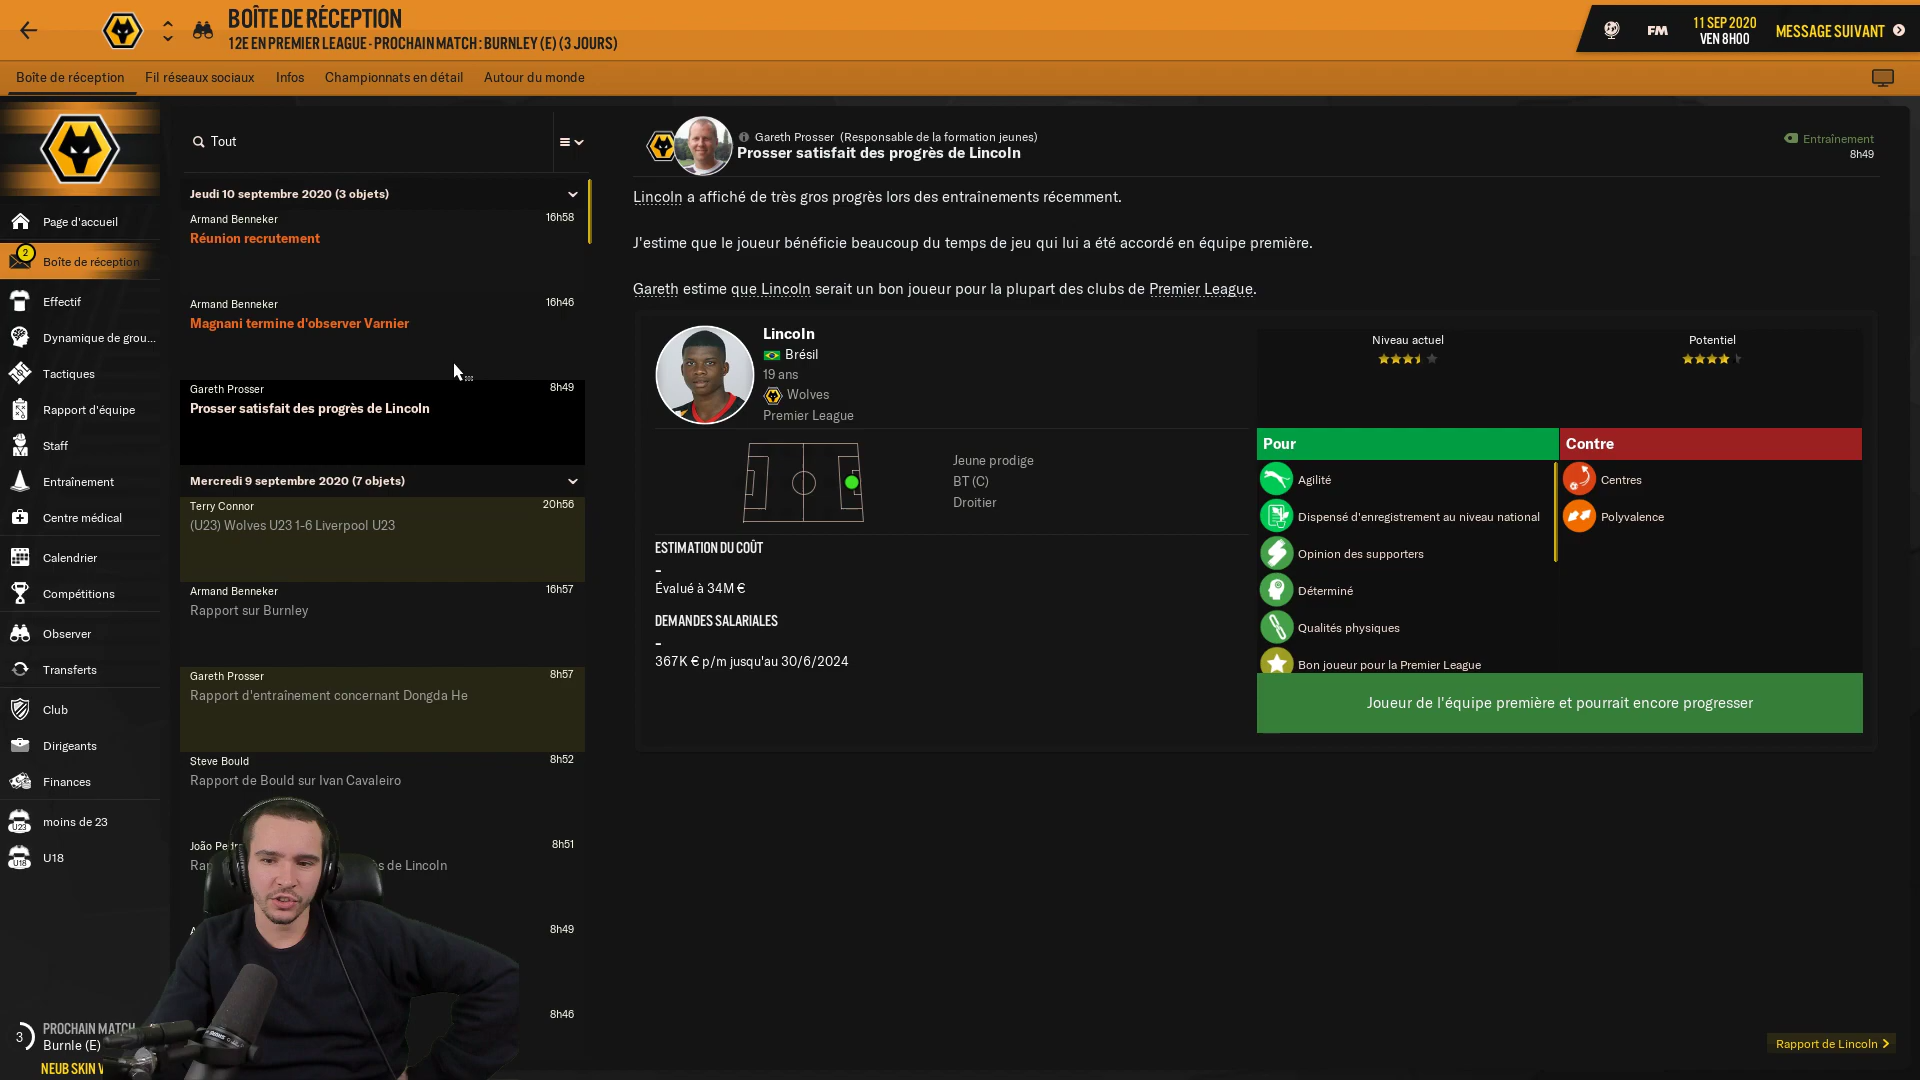 BOÎTE DE RÉCEPTION
12E EN PREMIER LEAGUE - PROCHAIN MATCH : BURNLEY (E) (3 JOURS)
FM
11 SEP 2020
VEN 8H00
MESSAGE SUIVANT
Boîte de réception
Fil réseaux sociaux
Infos
Championnats en détail
Autour du monde
Page d'accueil
2
Boîte de réception
Effectif
Dynamique de grou...
Tactiques
Rapport d'équipe
Staff
Entraînement
Centre médical
Calendrier
Compétitions
Observer
Transferts
Club
Dirigeants
Finances
U23
moins de 23
U18
U18
3
PROCHAIN MATCH
Burnle (E)
NEUB SKIN
Tout
Jeudi 10 septembre 2020 (3 objets)
Armand Benneker
16h58
Réunion recrutement
Armand Benneker
16h46
Magnani termine d'observer Varnier
Gareth Prosser
8h49
Prosser satisfait des progrès de Lincoln
Mercredi 9 septembre 2020 (7 objets)
Terry Connor
20h56
(U23) Wolves U23 1-6 Liverpool U23
Armand Benneker
16h57
Rapport sur Burnley
Gareth Prosser
8h57
Rapport d'entraînement concernant Dongda He
Steve Bould
8h52
Rapport de Bould sur Ivan Cavaleiro
João
8h51
de Lincoln
8h49
8h46
Gareth Prosser (Responsable de la formation jeunes)
Prosser satisfait des progrès de Lincoln
Entraînement
8h49
Lincoln a affiché de très gros progrès lors des entraînements récemment.
J'estime que le joueur bénéficie beaucoup du temps de jeu qui lui a été accordé en équipe première.
Gareth estime que Lincoln serait un bon joueur pour la plupart des clubs de Premier League.
Lincoln
Brésil
19 ans
Wolves
Premier League
Niveau actuel
Potentiel
Jeune prodige
BT (C)
Droitier
ESTIMATION DU COÛT
-
Évalué à 34M €
DEMANDES SALARIALES
-
367K € p/m jusqu'au 30/6/2024
Pour
Agilité
Dispensé d'enregistrement au niveau national
Opinion des supporters
Déterminé
Qualités physiques
Bon joueur pour la Premier League
Contre
Centres
Polyvalence
Joueur de l'équipe première et pourrait encore progresser
Rapport de Lincoln